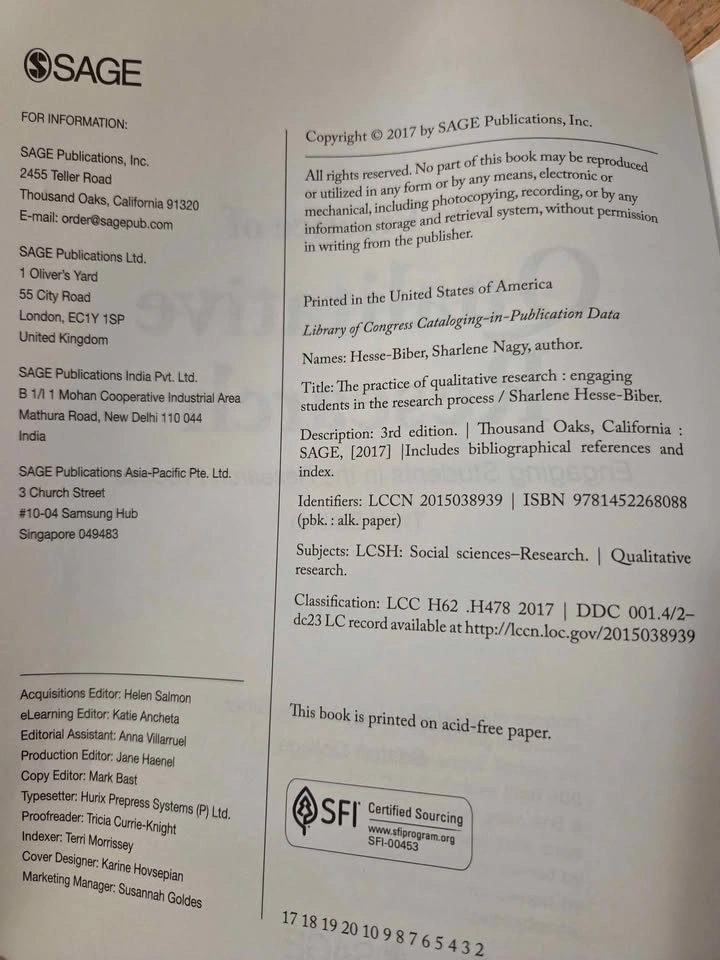 SAGE
FOR INFORMATION:
SAGE Publications, Inc.
2455 Teller Road
Thousand Oaks, California 91320
E-mail: order@sagepub.com
SAGE Publications Ltd.
1 Oliver's Yard
55 City Road
London, EC1Y 1SP
United Kingdom
SAGE Publications India Pvt. Ltd.
B 1/I 1 Mohan Cooperative Industrial Area
Mathura Road, New Delhi 110 044
India
SAGE Publications Asia-Pacific Pte. Ltd.
3 Church Street
#10-04 Samsung Hub
Singapore 049483
Acquisitions Editor: Helen Salmon
eLearning Editor: Katie Ancheta
Editorial Assistant: Anna Villarruel
Production Editor: Jane Haenel
Copy Editor: Mark Bast
Typesetter: Hurix Prepress Systems (P) Ltd.
Proofreader: Tricia Currie-Knight
Indexer: Terri Morrissey
Cover Designer: Karine Hovsepian
Marketing Manager: Susannah Goldes
Copyright © 2017 by SAGE Publications, Inc.
All rights reserved. No part of this book may be reproduced
or utilized in any form or by any means, electronic or
mechanical, including photocopying, recording, or by any
information storage and retrieval system, without permission
in writing from the publisher.
Printed in the United States of America
Library of Congress Cataloging-in-Publication Data
Names: Hesse-Biber, Sharlene Nagy, author.
Title: The practice of qualitative research : engaging
students in the research process / Sharlene Hesse-Biber.
Description: 3rd edition. | Thousand Oaks, California :
SAGE, [2017] |Includes bibliographical references and
index.
Identifiers: LCCN 2015038939 | ISBN 9781452268088
(pbk. : alk. paper)
Subjects: LCSH: Social sciences–Research. | Qualitative
research.
Classification: LCC H62 .H478 2017 | DDC 001.4/2–
dc23 LC record available at http://lccn.loc.gov/2015038939
This book is printed on acid-free paper.
SFI Certified Sourcing
www.sfiprogram.org
SFI-00453
17 18 19 20 10 9 8 7 6 5 4 3 2